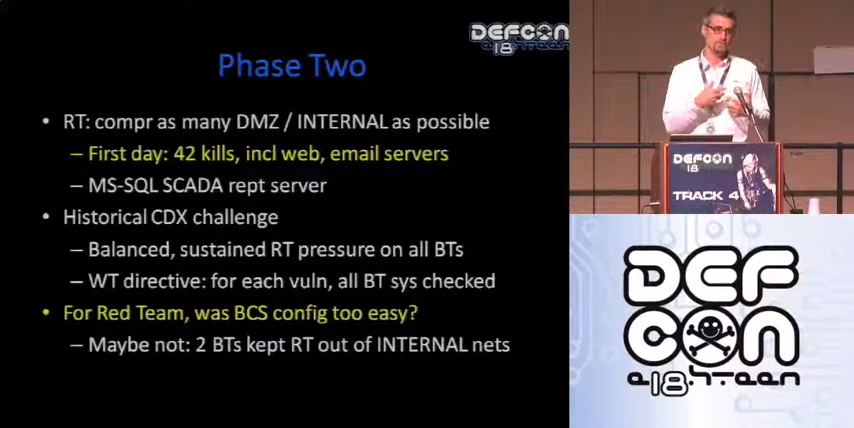 DEFCON
18
e18hteen
Phase Two
• RT: compr as many DMZ / INTERNAL as possible
– First day: 42 kills, incl web, email servers
– MS-SQL SCADA rept server
• Historical CDX challenge
– Balanced, sustained RT pressure on all BTs
– WT directive: for each vuln, all BT sys checked
• For Red Team, was BCS config too easy?
– Maybe not: 2 BTs kept RT out of INTERNAL nets
DEFCON
18
TRACK 4
DEF
CON
e18hteen